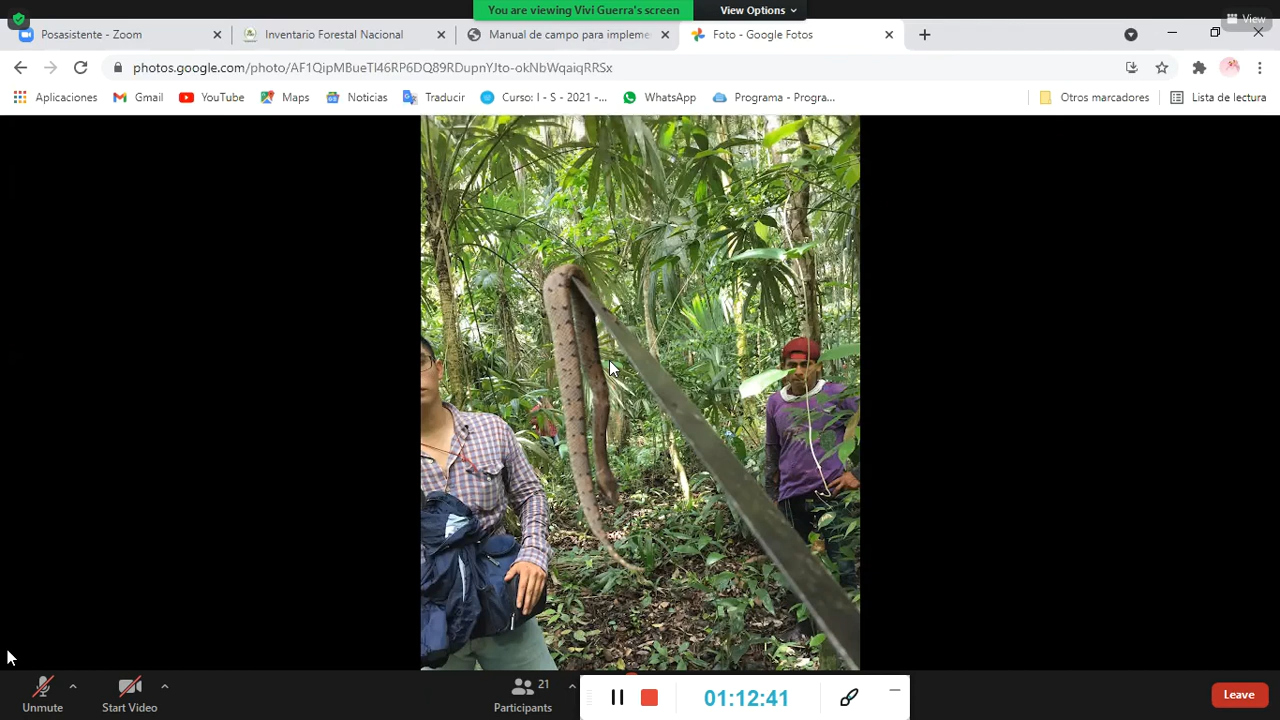 You are viewing Vivi Guerra's screen
View Options
View
Posasistente - Zoom
Inventario Forestal Nacional
Manual de campo para impleme
Foto - Google Fotos
photos.google.com/photo/AF1QipMBueTl46RP6DQ89RDupnYJto-okNbWqaiqRRSx
Aplicaciones
Gmail
YouTube
Maps
Noticias
Traducir
Curso: I - S - 2021 -...
WhatsApp
Programa - Progra...
Otros marcadores
Lista de lectura
21
01:12:41
Unmute
Start Video
Participants
Leave